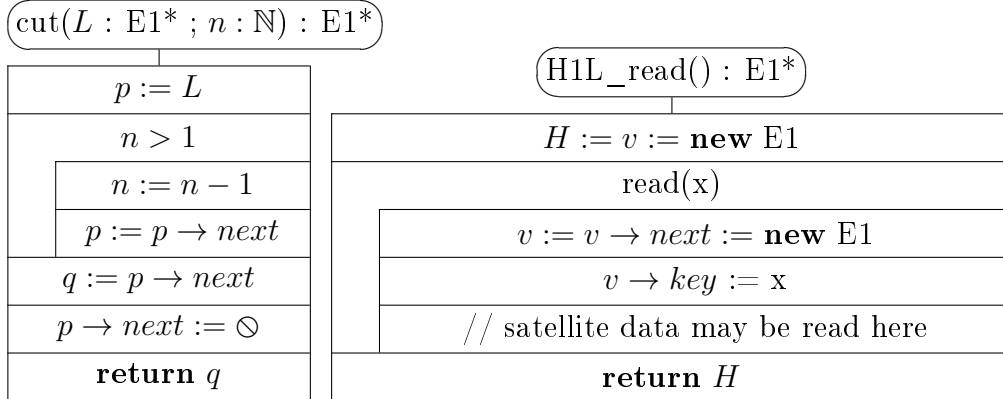 cut(L : E1* ; n : ℕ) : E1*
p := L
n > 1
n := n − 1
p := p → next
q := p → next
p → next := ⦸
return q
H1L_read() : E1*
H := v := new E1
read(x)
v := v → next := new E1
v → key := x
// satellite data may be read here
return H